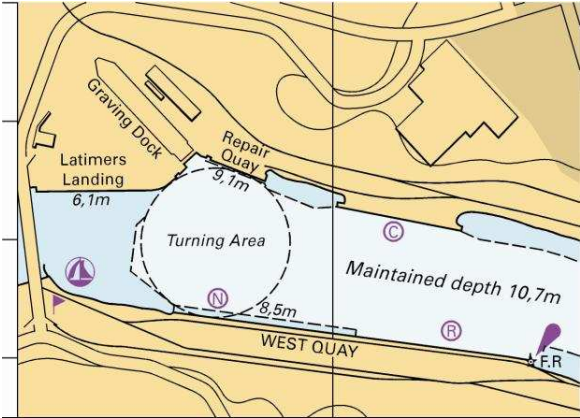 Graving Dock
Repair
Quay
9,1m
Latimers
Landing
6,1m
C
Turning Area
Maintained depth 10,7m
N
8,5m
R
WEST QUAY
F.R